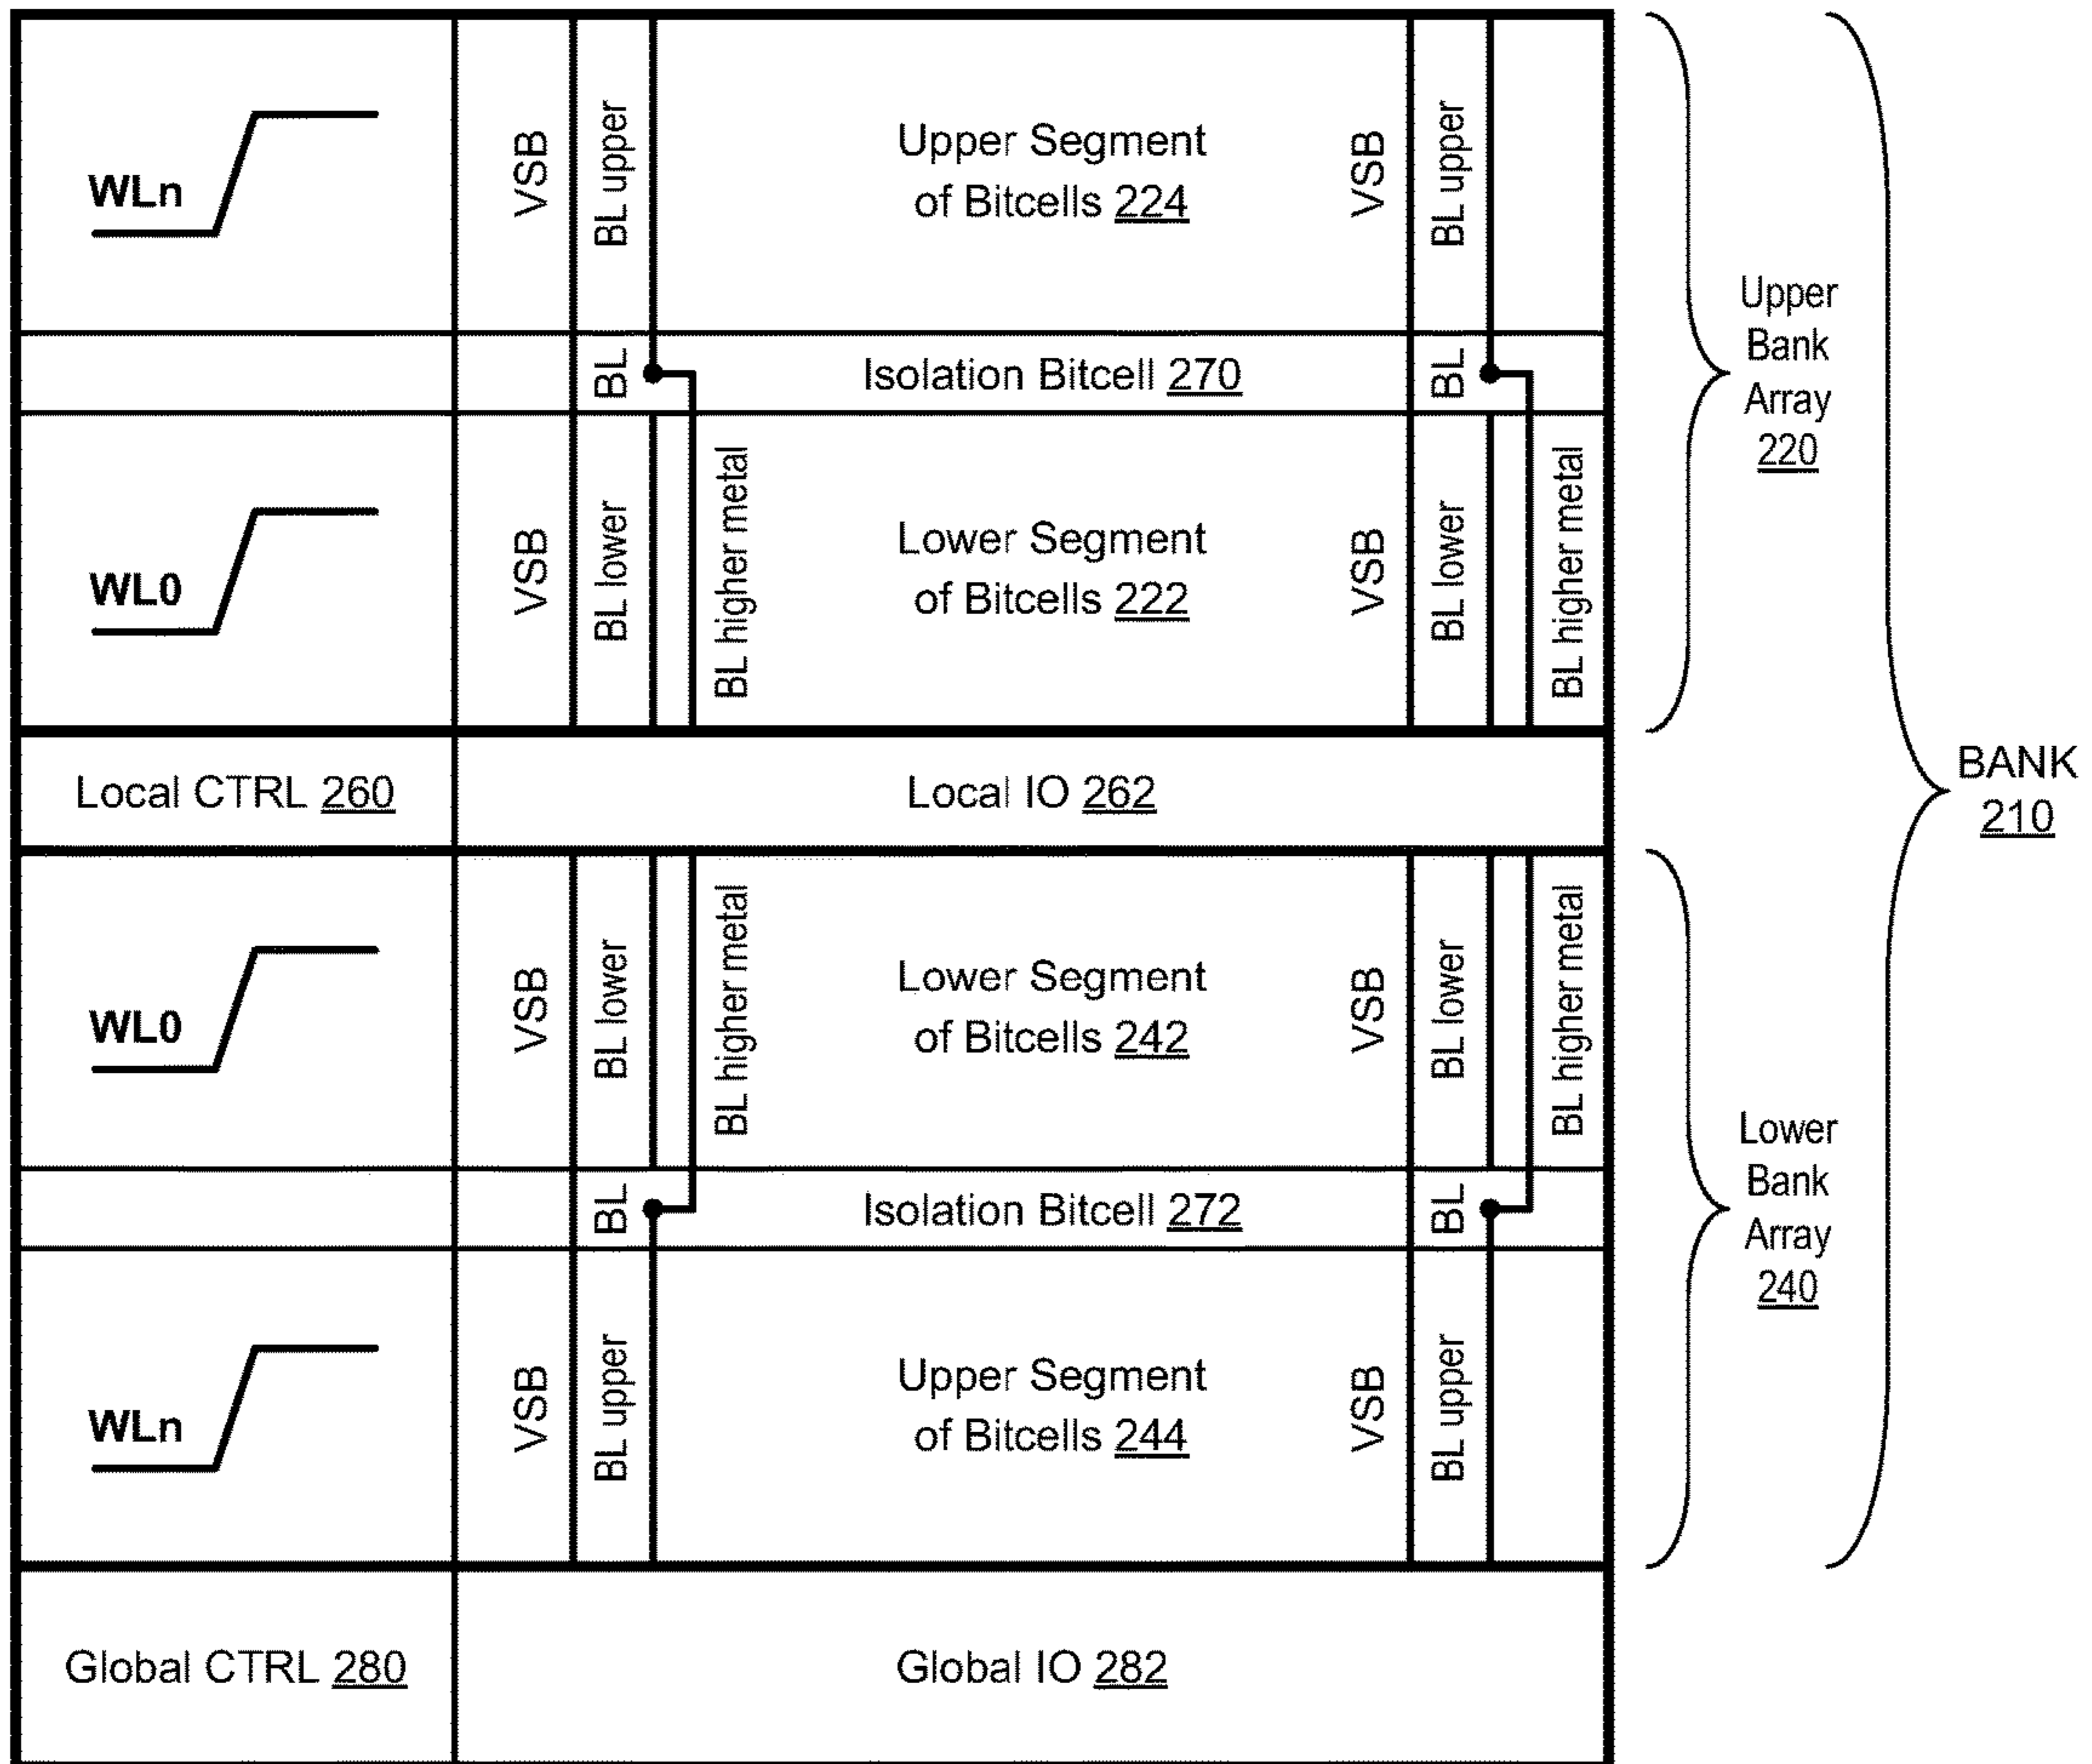 WLn
VSB
BL upper
Upper Segment
of Bitcells 224
VSB
BL upper
BL
Isolation Bitcell 270
BL
WL0
VSB
BL lower
BL higher metal
Lower Segment
of Bitcells 222
VSB
BL lower
BL higher metal
Upper
Bank
Array
220
Local CTRL 260
Local IO 262
BANK
210
WL0
VSB
BL lower
BL higher metal
Lower Segment
of Bitcells 242
VSB
BL lower
BL higher metal
BL
Isolation Bitcell 272
BL
Lower
Bank
Array
240
WLn
VSB
BL upper
Upper Segment
of Bitcells 244
VSB
BL upper
Global CTRL 280
Global IO 282